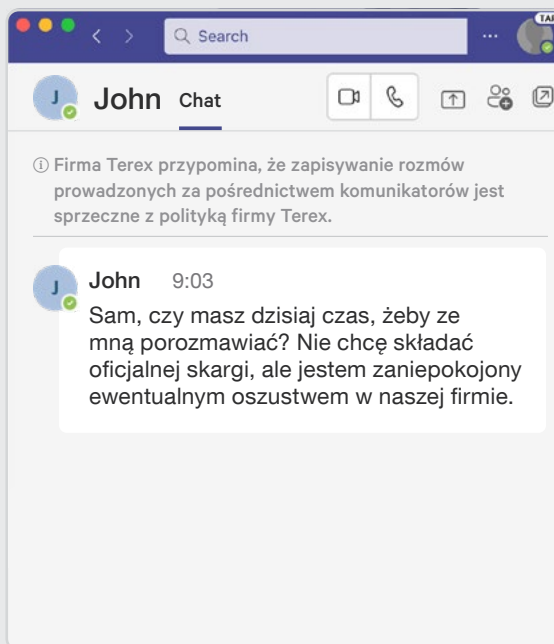 Search
TAP
J
John Chat
Firma Terex przypomina, że zapisywanie rozmów
prowadzonych za pośrednictwem komunikatorów jest
sprzeczne z polityką firmy Terex.
J
John 9:03
Sam, czy masz dzisiaj czas, żeby ze
mną porozmawiać? Nie chcę składać
oficjalnej skargi, ale jestem zaniepokojony
ewentualnym oszustwem w naszej firmie.